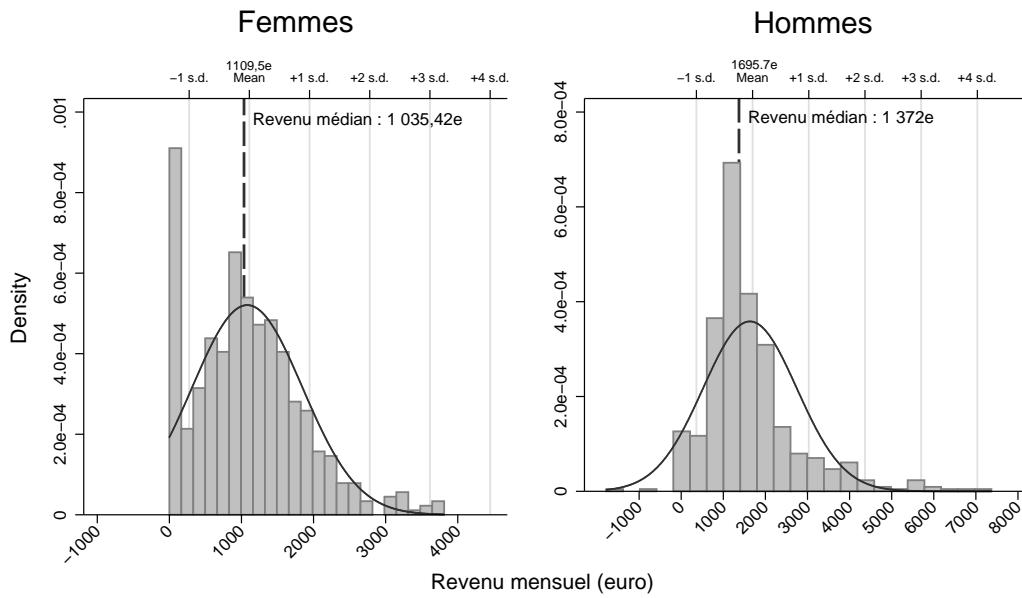 Femmes
1109,5e
−1 s.d. Mean +1 s.d. +2 s.d. +3 s.d. +4 s.d.
Revenu médian : 1 035,42e
Density
.001
8.0e−04
6.0e−04
4.0e−04
2.0e−04
0
−1000 0 1000 2000 3000 4000
Hommes
1695.7e
−1 s.d. Mean +1 s.d. +2 s.d. +3 s.d. +4 s.d.
Revenu médian : 1 372e
8.0e−04
6.0e−04
4.0e−04
2.0e−04
0
−1000 0 1000 2000 3000 4000 5000 6000 7000 8000
Revenu mensuel (euro)